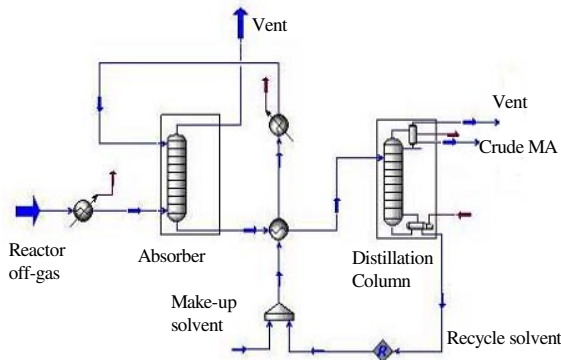 Vent
Vent
Crude MA
Reactor
off-gas
Absorber
Distillation
Column
Make-up
solvent
Recycle solvent
R